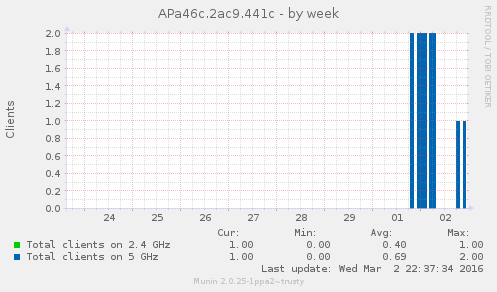 APa46c.2ac9.441c - by week
RRDTOOL / TOBI OETIKER
Clients
2.0
1.8
1.6
1.4
1.2
1.0
0.8
0.6
0.4
0.2
0.0
24 25 26 27 28 29 01 02
Cur: Min: Avg: Max:
Total clients on 2.4 GHz 1.00 0.00 0.40 1.00
Total clients on 5 GHz 1.00 0.00 0.69 2.00
Last update: Wed Mar 2 22:37:34 2016
Munin 2.0.25-1ppa2~trusty